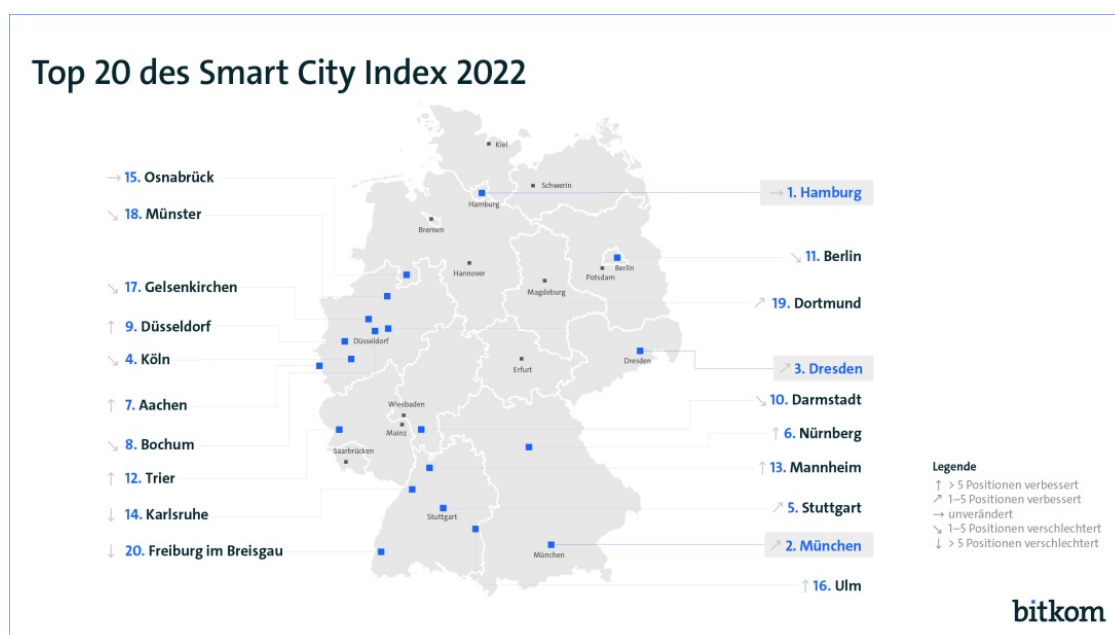 Top 20 des Smart City Index 2022
→ 15. Osnabrück
↘ 18. Münster
↘ 17. Gelsenkirchen
↑ 9. Düsseldorf
↘ 4. Köln
↑ 7. Aachen
↘ 8. Bochum
↑ 12. Trier
↓ 14. Karlsruhe
↓ 20. Freiburg im Breisgau
Kiel
Schwerin
Hamburg
Bremen
Hannover
Potsdam
Berlin
Magdeburg
Düsseldorf
Erfurt
Dresden
Wiesbaden
Mainz
Saarbrücken
Stuttgart
München
→ 1. Hamburg
↘ 11. Berlin
↗ 19. Dortmund
↗ 3. Dresden
↘ 10. Darmstadt
↑ 6. Nürnberg
↑ 13. Mannheim
↗ 5. Stuttgart
↗ 2. München
↑ 16. Ulm
Legende
↑ > 5 Positionen verbessert
↗ 1–5 Positionen verbessert
→ unverändert
↘ 1–5 Positionen verschlechtert
↓ > 5 Positionen verschlechtert
bitkom